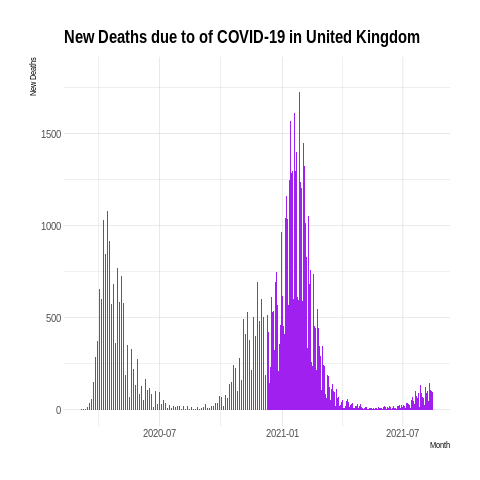 New Deaths due to of COVID-19 in United Kingdom
New Deaths
1500
1000
500
0
2020-07
2021-01
2021-07
Month